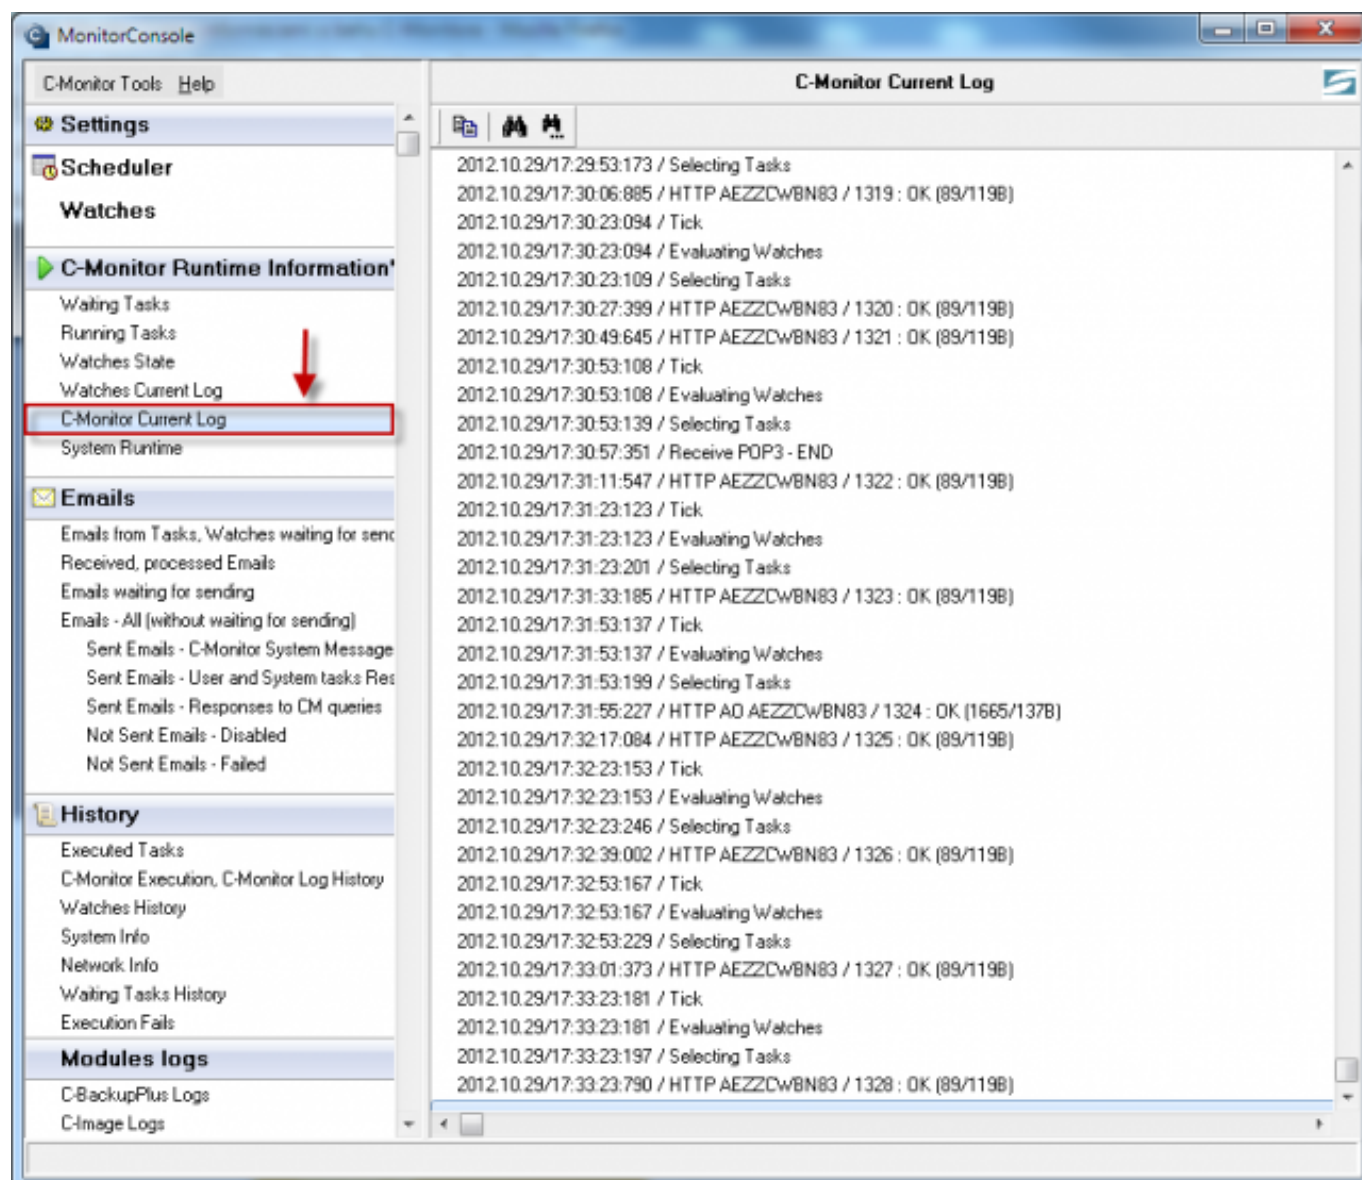 MonitorConsole
C-Monitor Tools Help
Settings
Scheduler
Watches
C-Monitor Runtime Information
Waiting Tasks
Running Tasks
Watches State
Watches Current Log
C-Monitor Current Log
System Runtime
Emails
Emails from Tasks, Watches waiting for senc
Received, processed Emails
Emails waiting for sending
Emails - All (without waiting for sending)
Sent Emails - C-Monitor System Message
Sent Emails - User and System tasks Res
Sent Emails - Responses to CM queries
Not Sent Emails - Disabled
Not Sent Emails - Failed
History
Executed Tasks
C-Monitor Execution, C-Monitor Log History
Watches History
System Info
Network Info
Waiting Tasks History
Execution Fails
Modules logs
C-BackupPlus Logs
C-Image Logs
C-Monitor Current Log
2012.10.29/17:29:53:173 / Selecting Tasks
2012.10.29/17:30:06:885 / HTTP AEZZCWBN83 / 1319 : OK (89/119B)
2012.10.29/17:30:23:094 / Tick
2012.10.29/17:30:23:094 / Evaluating Watches
2012.10.29/17:30:23:109 / Selecting Tasks
2012.10.29/17:30:27:399 / HTTP AEZZCWBN83 / 1320 : OK (89/119B)
2012.10.29/17:30:49:645 / HTTP AEZZCWBN83 / 1321 : OK (89/119B)
2012.10.29/17:30:53:108 / Tick
2012.10.29/17:30:53:108 / Evaluating Watches
2012.10.29/17:30:53:139 / Selecting Tasks
2012.10.29/17:30:57:351 / Receive POP3 - END
2012.10.29/17:31:11:547 / HTTP AEZZCWBN83 / 1322 : OK (89/119B)
2012.10.29/17:31:23:123 / Tick
2012.10.29/17:31:23:123 / Evaluating Watches
2012.10.29/17:31:23:201 / Selecting Tasks
2012.10.29/17:31:33:185 / HTTP AEZZCWBN83 / 1323 : OK (89/119B)
2012.10.29/17:31:53:137 / Tick
2012.10.29/17:31:53:137 / Evaluating Watches
2012.10.29/17:31:53:199 / Selecting Tasks
2012.10.29/17:31:55:227 / HTTP AO AEZZCWBN83 / 1324 : OK (1665/137B)
2012.10.29/17:32:17:084 / HTTP AEZZCWBN83 / 1325 : OK (89/119B)
2012.10.29/17:32:23:153 / Tick
2012.10.29/17:32:23:153 / Evaluating Watches
2012.10.29/17:32:23:246 / Selecting Tasks
2012.10.29/17:32:39:002 / HTTP AEZZCWBN83 / 1326 : OK (89/119B)
2012.10.29/17:32:53:167 / Tick
2012.10.29/17:32:53:167 / Evaluating Watches
2012.10.29/17:32:53:229 / Selecting Tasks
2012.10.29/17:33:01:373 / HTTP AEZZCWBN83 / 1327 : OK (89/119B)
2012.10.29/17:33:23:181 / Tick
2012.10.29/17:33:23:181 / Evaluating Watches
2012.10.29/17:33:23:197 / Selecting Tasks
2012.10.29/17:33:23:790 / HTTP AEZZCWBN83 / 1328 : OK (89/119B)